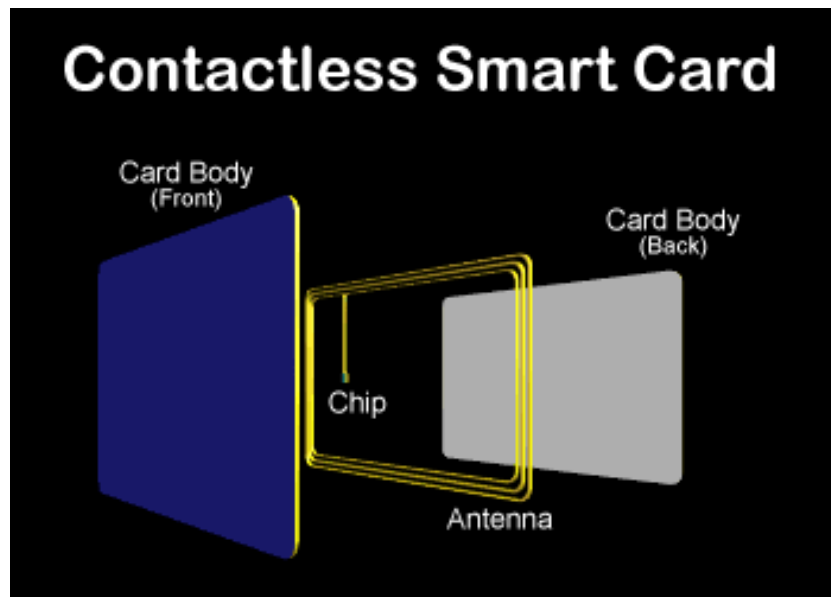 Contactless Smart Card
Card Body
(Front)
Card Body
(Back)
Chip
Antenna